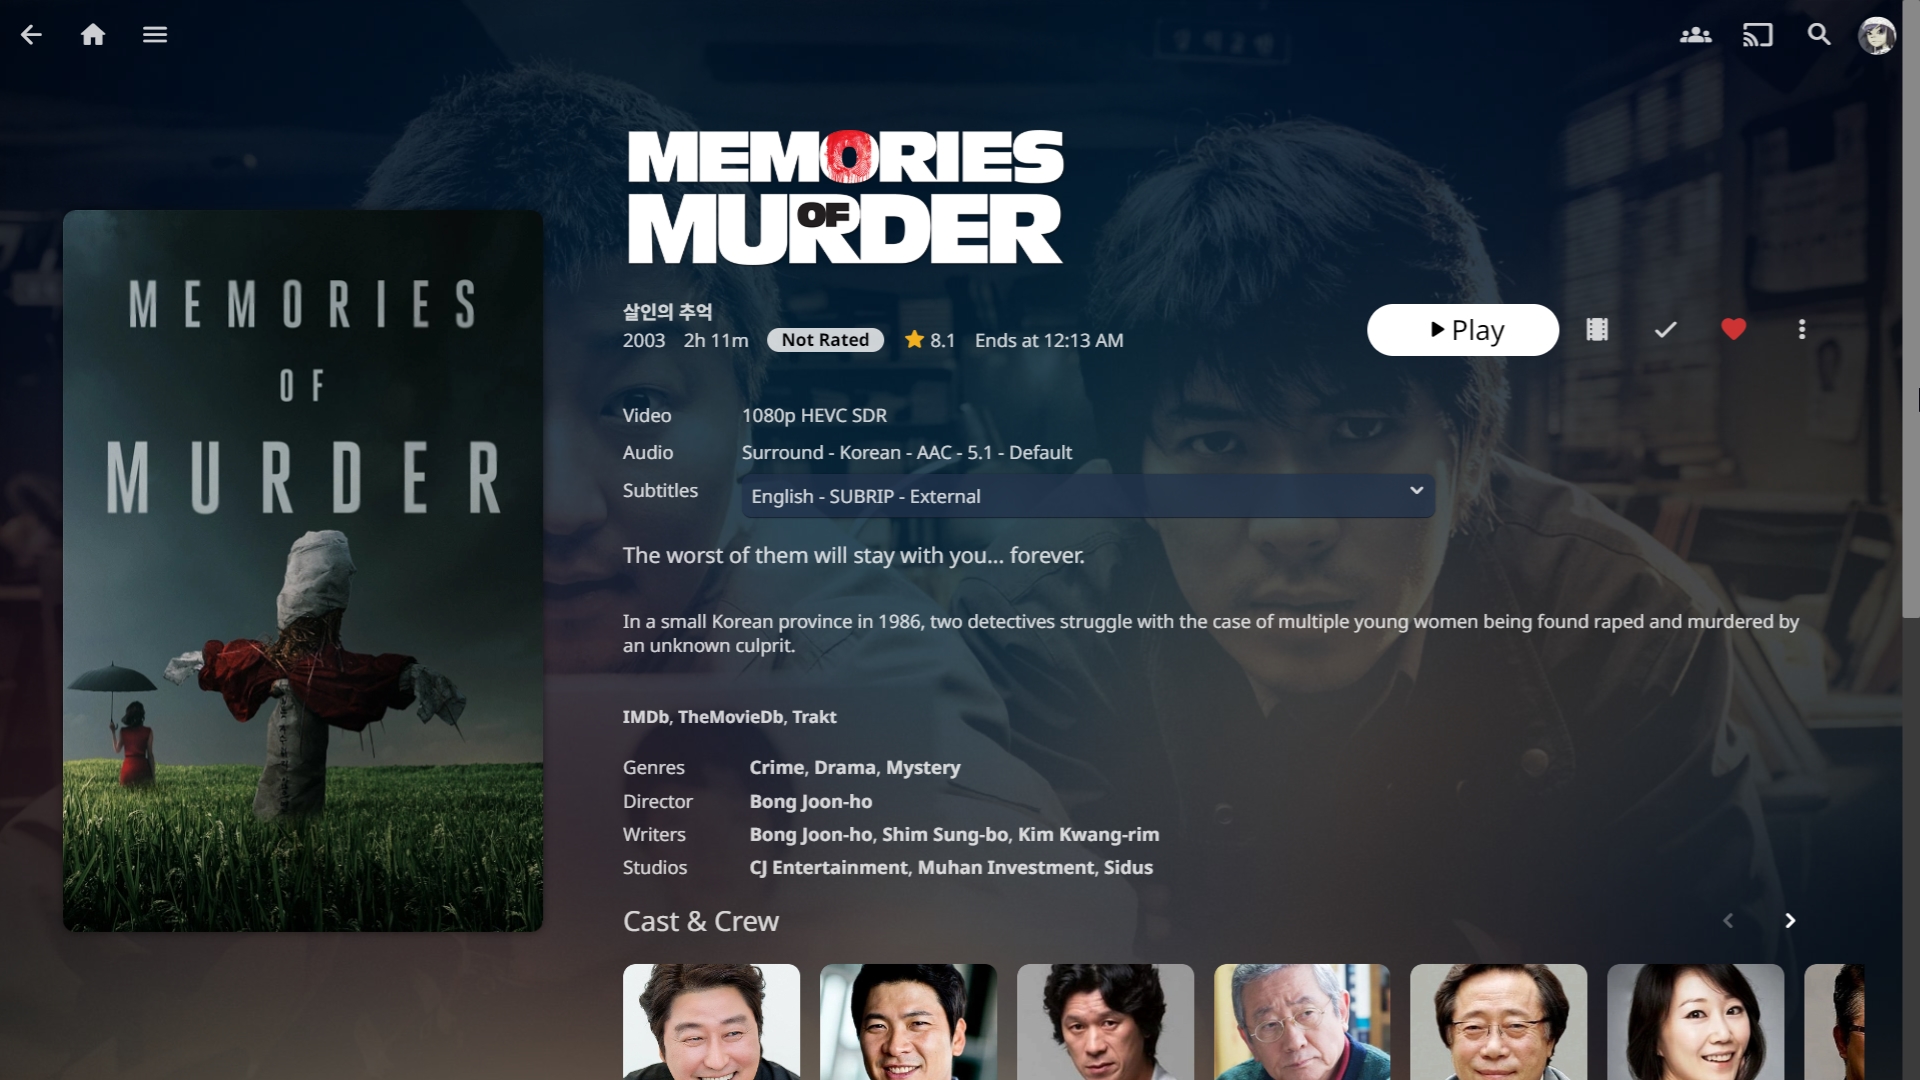 MEMORIES
OF
MURDER
MEMORIES
OF
MURDER
살인의 추억
2003 2h 11m Not Rated 8.1 Ends at 12:13 AM
Play
Video 1080p HEVC SDR
Audio Surround - Korean - AAC - 5.1 - Default
Subtitles English - SUBRIP - External
The worst of them will stay with you... forever.
In a small Korean province in 1986, two detectives struggle with the case of multiple young women being found raped and murdered by
an unknown culprit.
IMDb, TheMovieDb, Trakt
Genres Crime, Drama, Mystery
Director Bong Joon-ho
Writers Bong Joon-ho, Shim Sung-bo, Kim Kwang-rim
Studios CJ Entertainment, Muhan Investment, Sidus
Cast & Crew